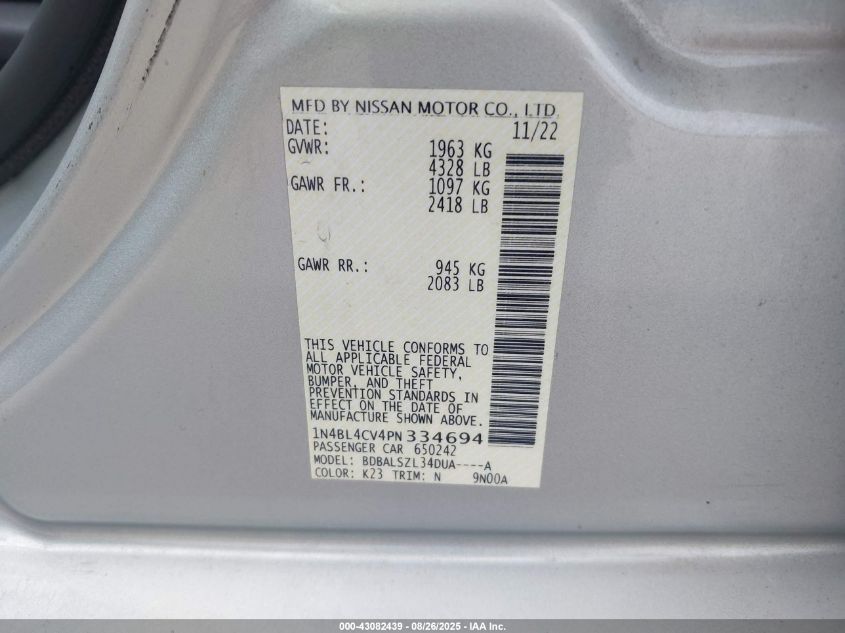 MFD BY NISSAN MOTOR CO., LTD.
DATE: 11/22
GVWR: 1963 KG
4328 LB
GAWR FR.: 1097 KG
2418 LB
GAWR RR.: 945 KG
2083 LB
THIS VEHICLE CONFORMS TO
ALL APPLICABLE FEDERAL
MOTOR VEHICLE SAFETY,
BUMPER, AND THEFT
PREVENTION STANDARDS IN
EFFECT ON THE DATE OF
MANUFACTURE SHOWN ABOVE.
1N4BL4CV4PN334694
PASSENGER CAR 650242
MODEL: BDBALSZL34DUA----A
COLOR: K23 TRIM: N 9N00A
000-43082439 - 08/26/2025 - IAA Inc.